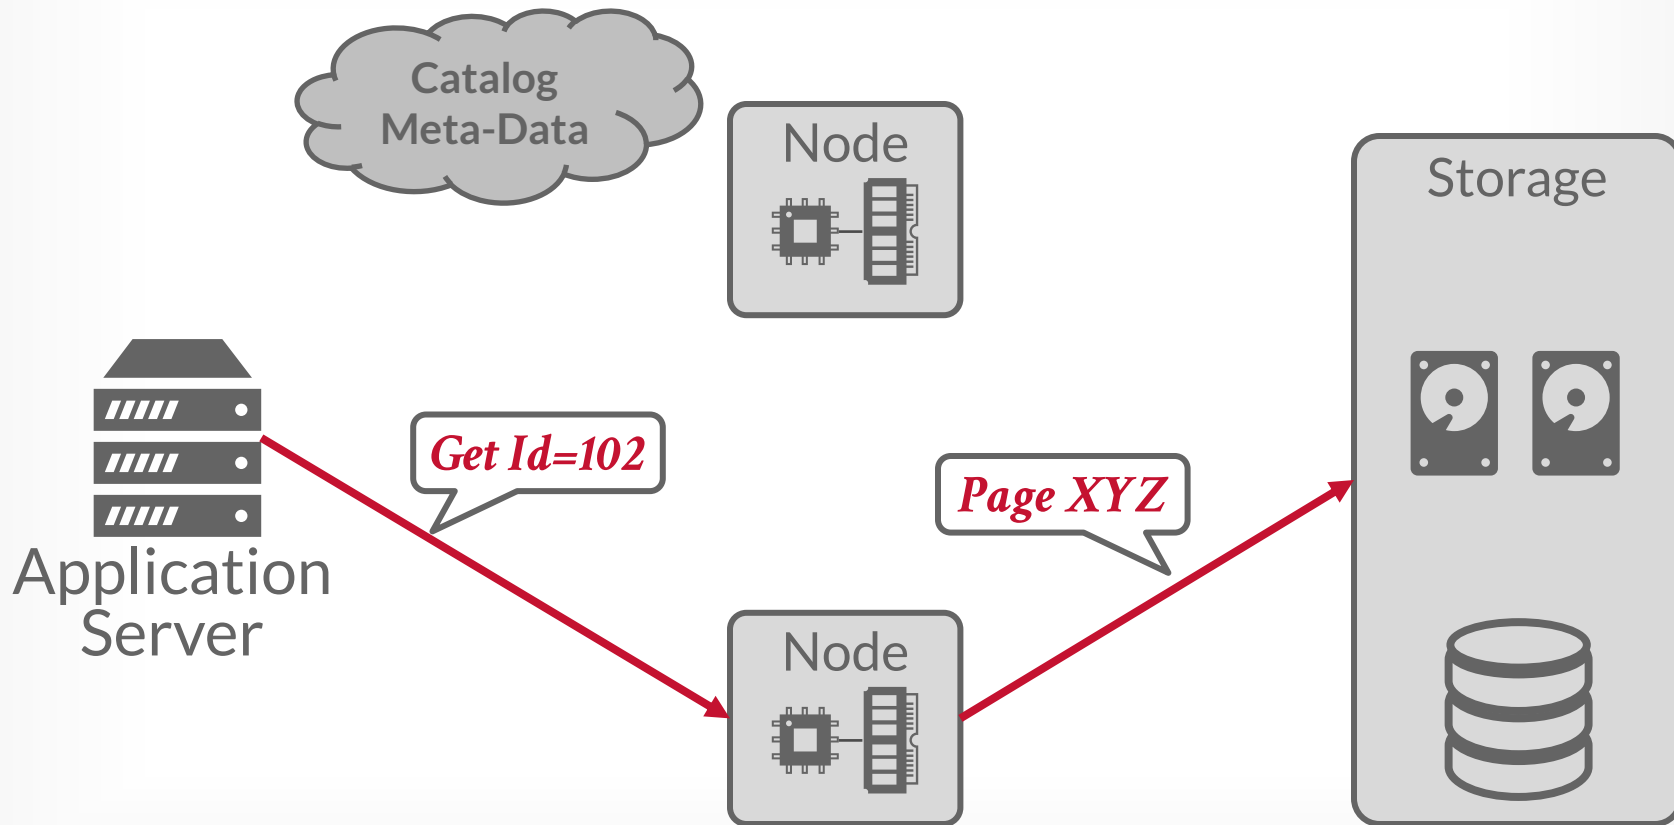 Catalog
Meta-Data
Node
Storage
Get Id=102
Page XYZ
Application
Server
Node